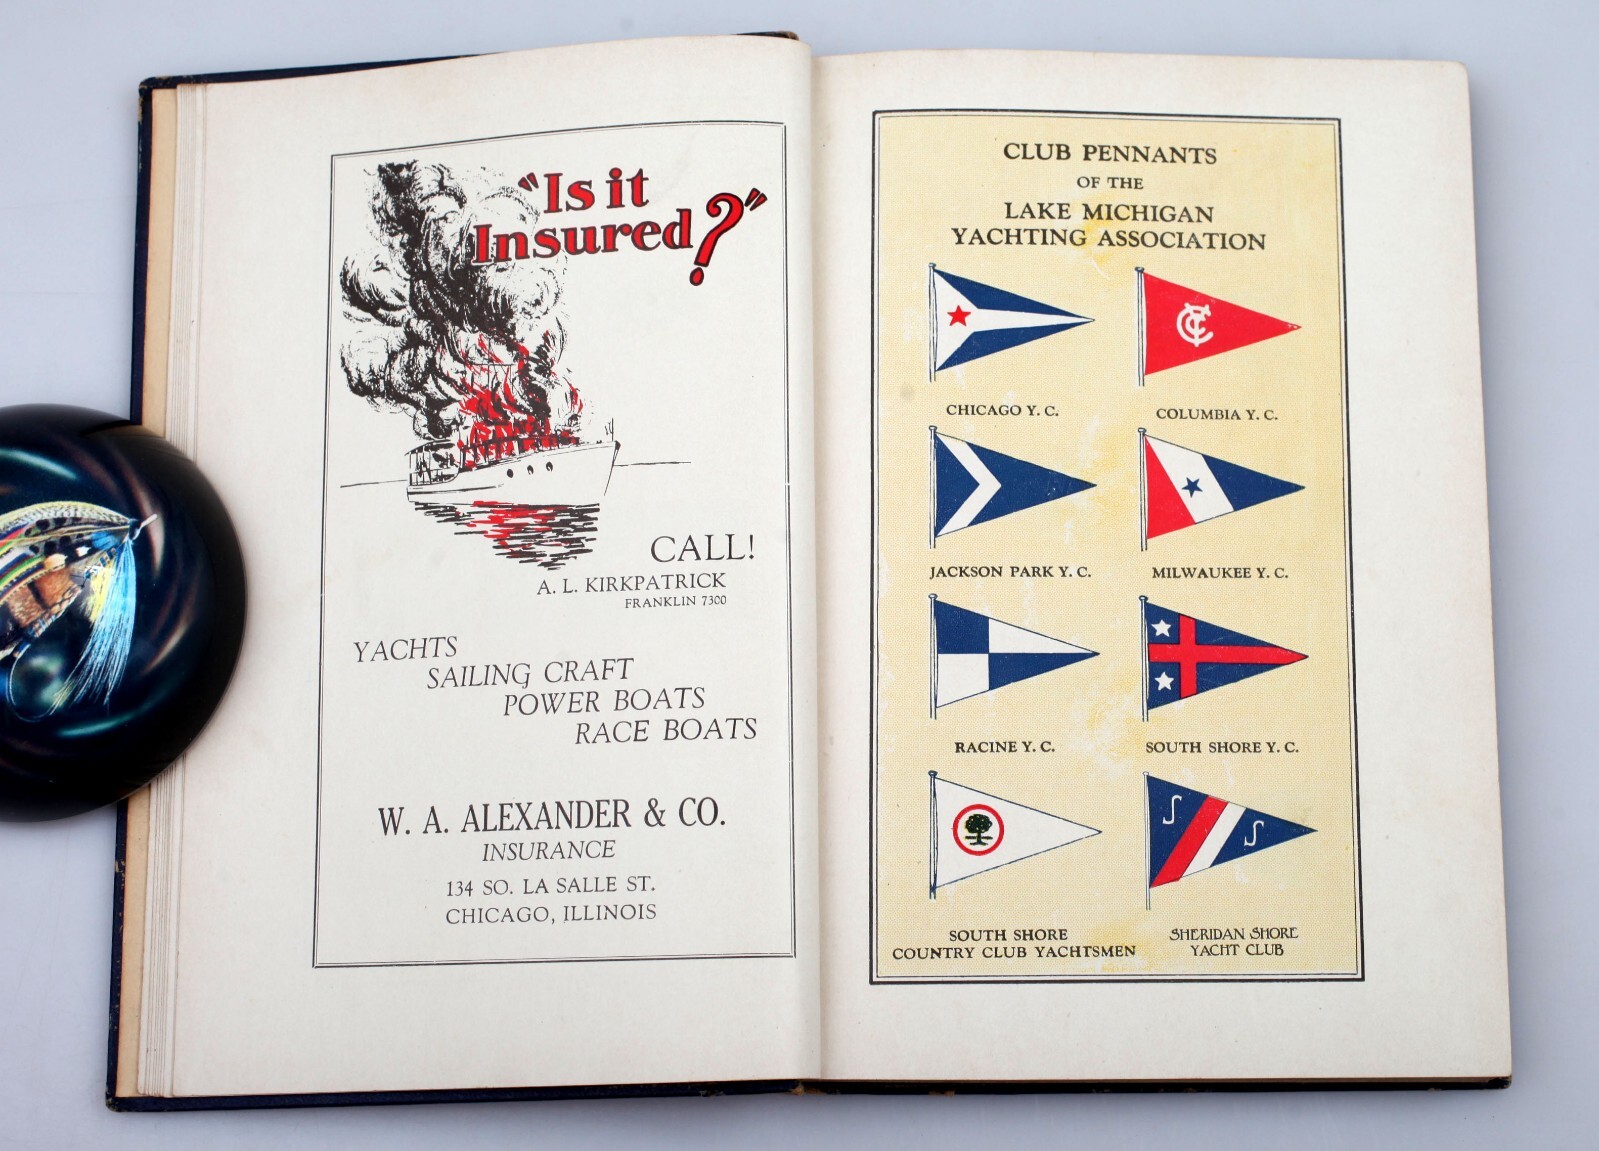 "Is it
Insured?"
CALL!
A. L. KIRKPATRICK
FRANKLIN 7300
YACHTS
SAILING CRAFT
POWER BOATS
RACE BOATS
W. A. ALEXANDER & CO.
INSURANCE
134 SO. LA SALLE ST.
CHICAGO, ILLINOIS
CLUB PENNANTS
OF THE
LAKE MICHIGAN
YACHTING ASSOCIATION
CHICAGO Y. C.
COLUMBIA Y. C.
JACKSON PARK Y. C.
MILWAUKEE Y. C.
RACINE Y. C.
SOUTH SHORE Y. C.
S S
SOUTH SHORE
COUNTRY CLUB YACHTSMEN
SHERIDAN SHORE
YACHT CLUB